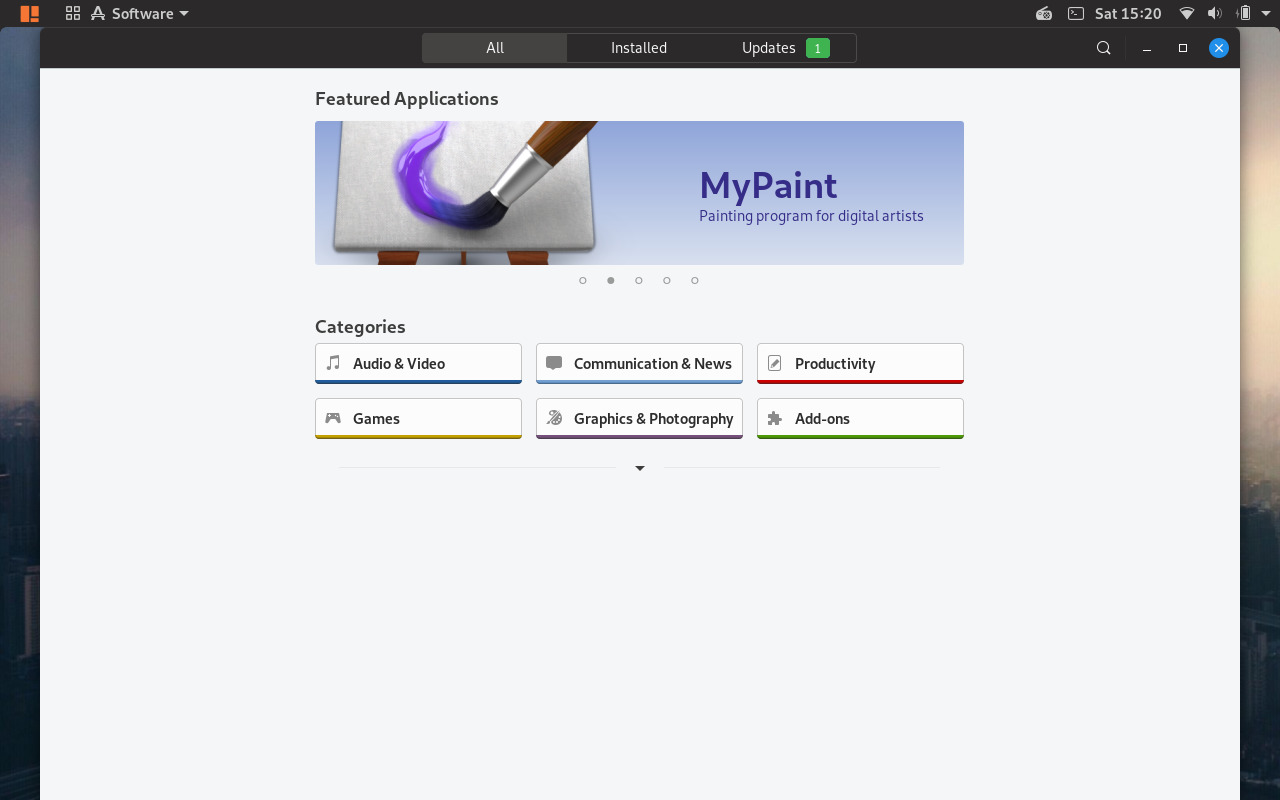 Software
Sat 15:20
All
Installed
Updates 1
Featured Applications
MyPaint
Painting program for digital artists
Categories
Audio & Video
Communication & News
Productivity
Games
Graphics & Photography
Add-ons